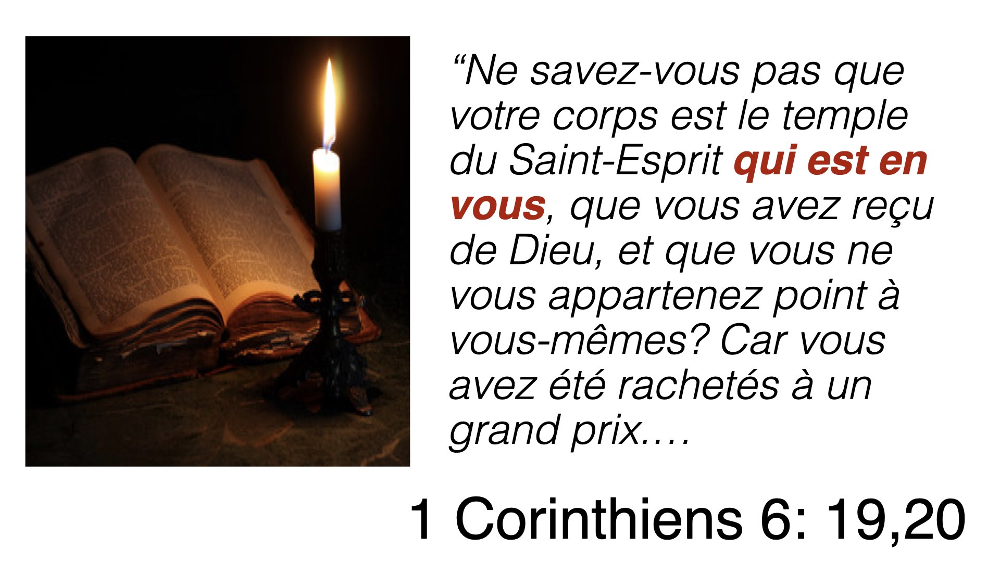 “Ne savez-vous pas que
votre corps est le temple
du Saint-Esprit qui est en
vous, que vous avez reçu
de Dieu, et que vous ne
vous appartenez point à
vous-mêmes? Car vous
avez été rachetés à un
grand prix.…
1 Corinthiens 6: 19,20